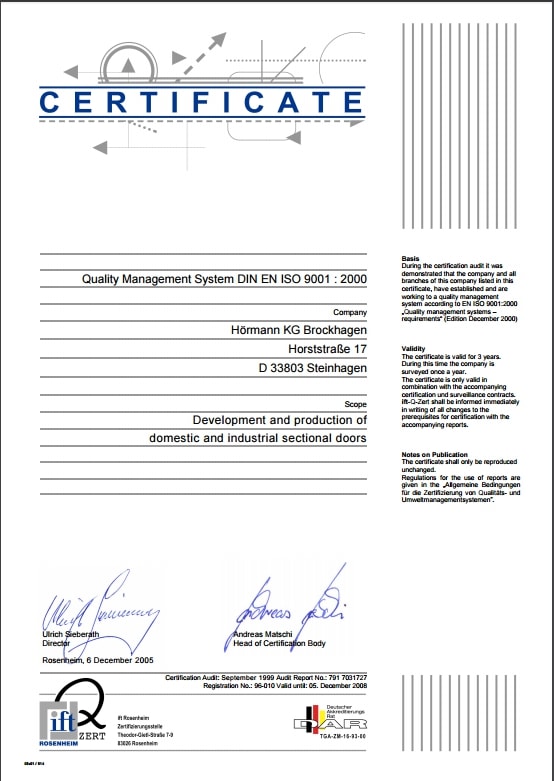 CERTIFICATE
Quality Management System DIN EN ISO 9001 : 2000
Company
Hörmann KG Brockhagen
Horststraße 17
D 33803 Steinhagen
Scope
Development and production of
domestic and industrial sectional doors
Basis
During the certification audit it was
demonstrated that the company and all
branches of this company listed in this
certificate, have established and are
working to a quality management
system according to EN ISO 9001:2000
„Quality management systems –
requirements“ (Edition December 2000)
Validity
The certificate is valid for 3 years.
During this time the company is
surveyed once a year.
The certificate is only valid in
combination with the accompanying
certification und surveillance contracts.
ift-Q-Zert shall be informed immediately
in writing of all changes to the
prerequisites for certification with the
accompanying reports.
Notes on Publication
The certificate shall only be reproduced
unchanged.
Regulations for the use of reports are
given in the „Allgemeine Bedingungen
für die Zertifizierung von Qualitäts- und
Umweltmanagementsystemen“.
Ulrich Sieberath
Director
Andreas Matschi
Head of Certification Body
Rosenheim, 6 December 2005
Certification Audit: September 1999 Audit Report No.: 791 7031727
Registration No.: 96-010 Valid until: 05. December 2008
ift
Q
ZERT
ROSENHEIM
ift Rosenheim
Zertifizierungsstelle
Theodor-Gietl-Straße 7-9
83026 Rosenheim
Deutscher
Akkreditierungs
Rat
DAR
TGA-ZM-16-93-00